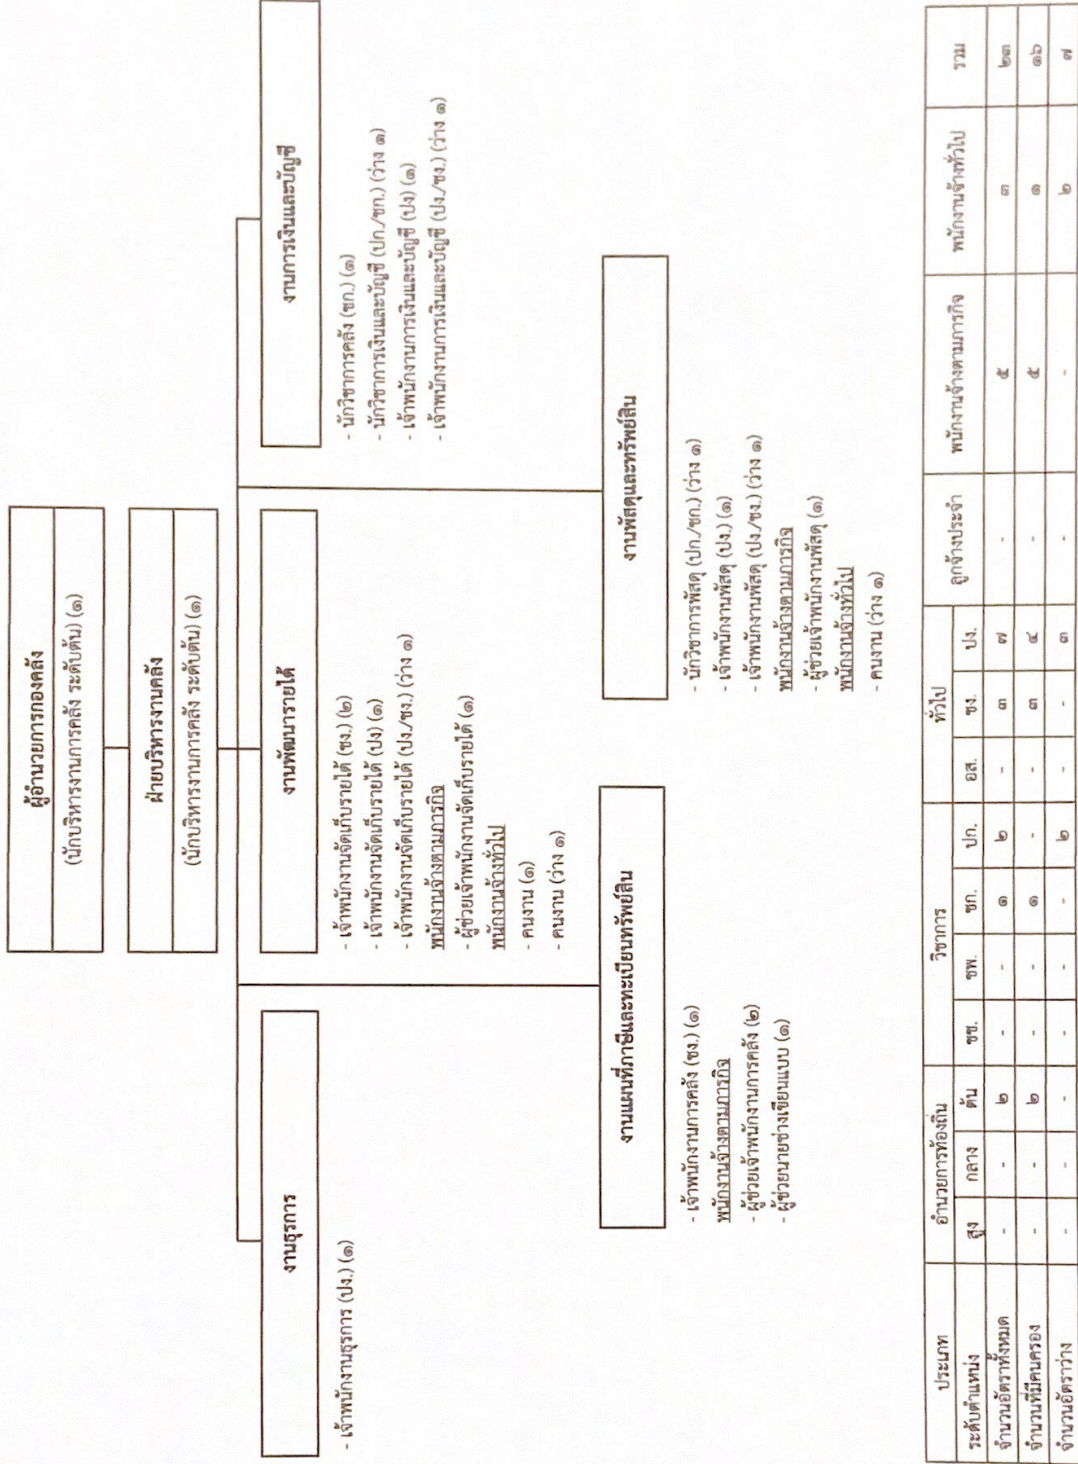 ผู้อำนวยการกองคลัง
(นักบริหารงานการคลัง ระดับต้น) (๑)
ฝ่ายบริหารงานคลัง
(นักบริหารงานการคลัง ระดับต้น) (๑)
งานธุรการ
- เจ้าพนักงานธุรการ (ปง.) (๑)
งานพัฒนารายได้
- เจ้าพนักงานจัดเก็บรายได้ (ชง.) (๒)
- เจ้าพนักงานจัดเก็บรายได้ (ปง) (๑)
- เจ้าพนักงานจัดเก็บรายได้ (ปง./ชง.) (ว่าง ๑)
พนักงานจ้างตามภารกิจ
- ผู้ช่วยเจ้าพนักงานจัดเก็บรายได้ (๑)
พนักงานจ้างทั่วไป
- คนงาน (๑)
- คนงาน (ว่าง ๑)
งานการเงินและบัญชี
- นักวิชาการคลัง (ชก.) (๑)
- นักวิชาการเงินและบัญชี (ปก./ชก.) (ว่าง ๑)
- เจ้าพนักงานการเงินและบัญชี (ปง) (๑)
- เจ้าพนักงานการเงินและบัญชี (ปง./ชง.) (ว่าง ๑)
งานแผนที่ภาษีและทะเบียนทรัพย์สิน
- เจ้าพนักงานการคลัง (ชง.) (๑)
พนักงานจ้างตามภารกิจ
- ผู้ช่วยเจ้าพนักงานการคลัง (๒)
- ผู้ช่วยนายช่างเขียนแบบ (๑)
งานพัสดุและทรัพย์สิน
- นักวิชาการพัสดุ (ปก./ชก.) (ว่าง ๑)
- เจ้าพนักงานพัสดุ (ปง.) (๑)
- เจ้าพนักงานพัสดุ (ปง./ชง.) (ว่าง ๑)
พนักงานจ้างตามภารกิจ
- ผู้ช่วยเจ้าพนักงานพัสดุ (๑)
พนักงานจ้างทั่วไป
- คนงาน (ว่าง ๑)
ประเภท อำนวยการท้องถิ่น วิชาการ ทั่วไป ลูกจ้างประจำ พนักงานจ้างตามภารกิจ พนักงานจ้างทั่วไป รวม
ระดับตำแหน่ง สูง กลาง ต้น ชช. ชพ. ชก. ปก. อส. ชง. ปง.
จำนวนอัตราทั้งหมด - - ๒ - - ๑ ๒ - ๓ ๗ - ๕ ๓ ๒๓
จำนวนที่มีคนครอง - - ๒ - - ๑ - - ๓ ๔ - ๕ ๑ ๑๖
จำนวนอัตราว่าง - - - - - - ๒ - - ๓ - - ๒ ๗